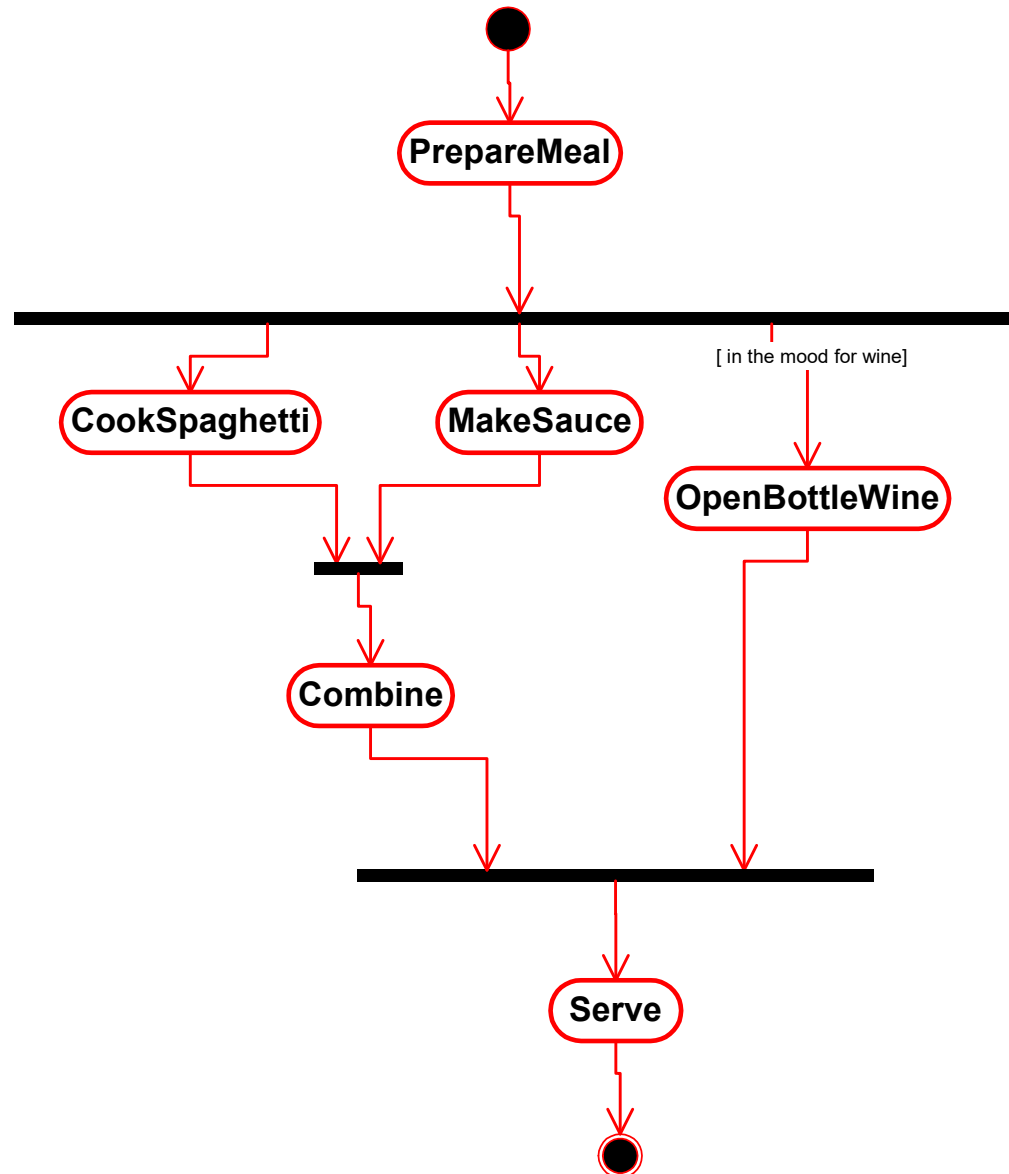 PrepareMeal
[ in the mood for wine]
CookSpaghetti
MakeSauce
OpenBottleWine
Combine
Serve